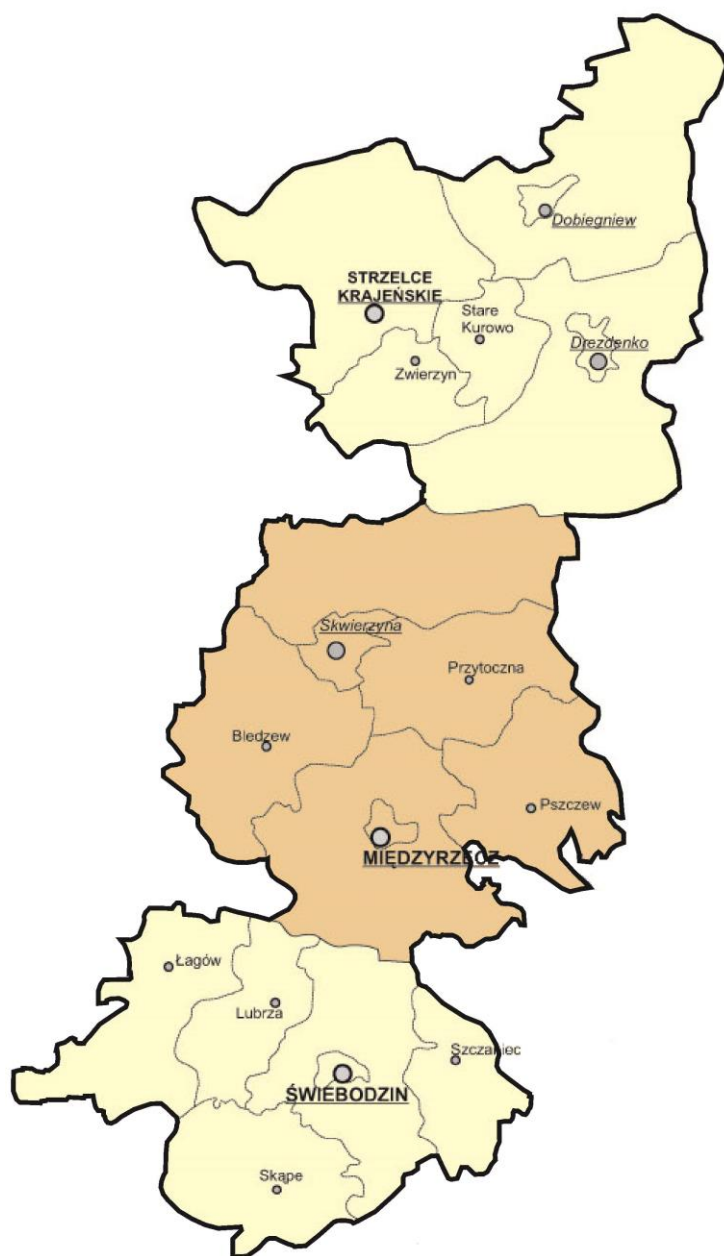 Dobiegniew
STRZELCE
KRAJEŃSKIE
Stare
Kurowo
Drezdenko
Zwierzyn
Skwierzyna
Przytoczna
Bledzew
Pszczew
MIĘDZYRZECZ
Łagów
Lubrza
Szczaniec
ŚWIEBODZIN
Skąpe